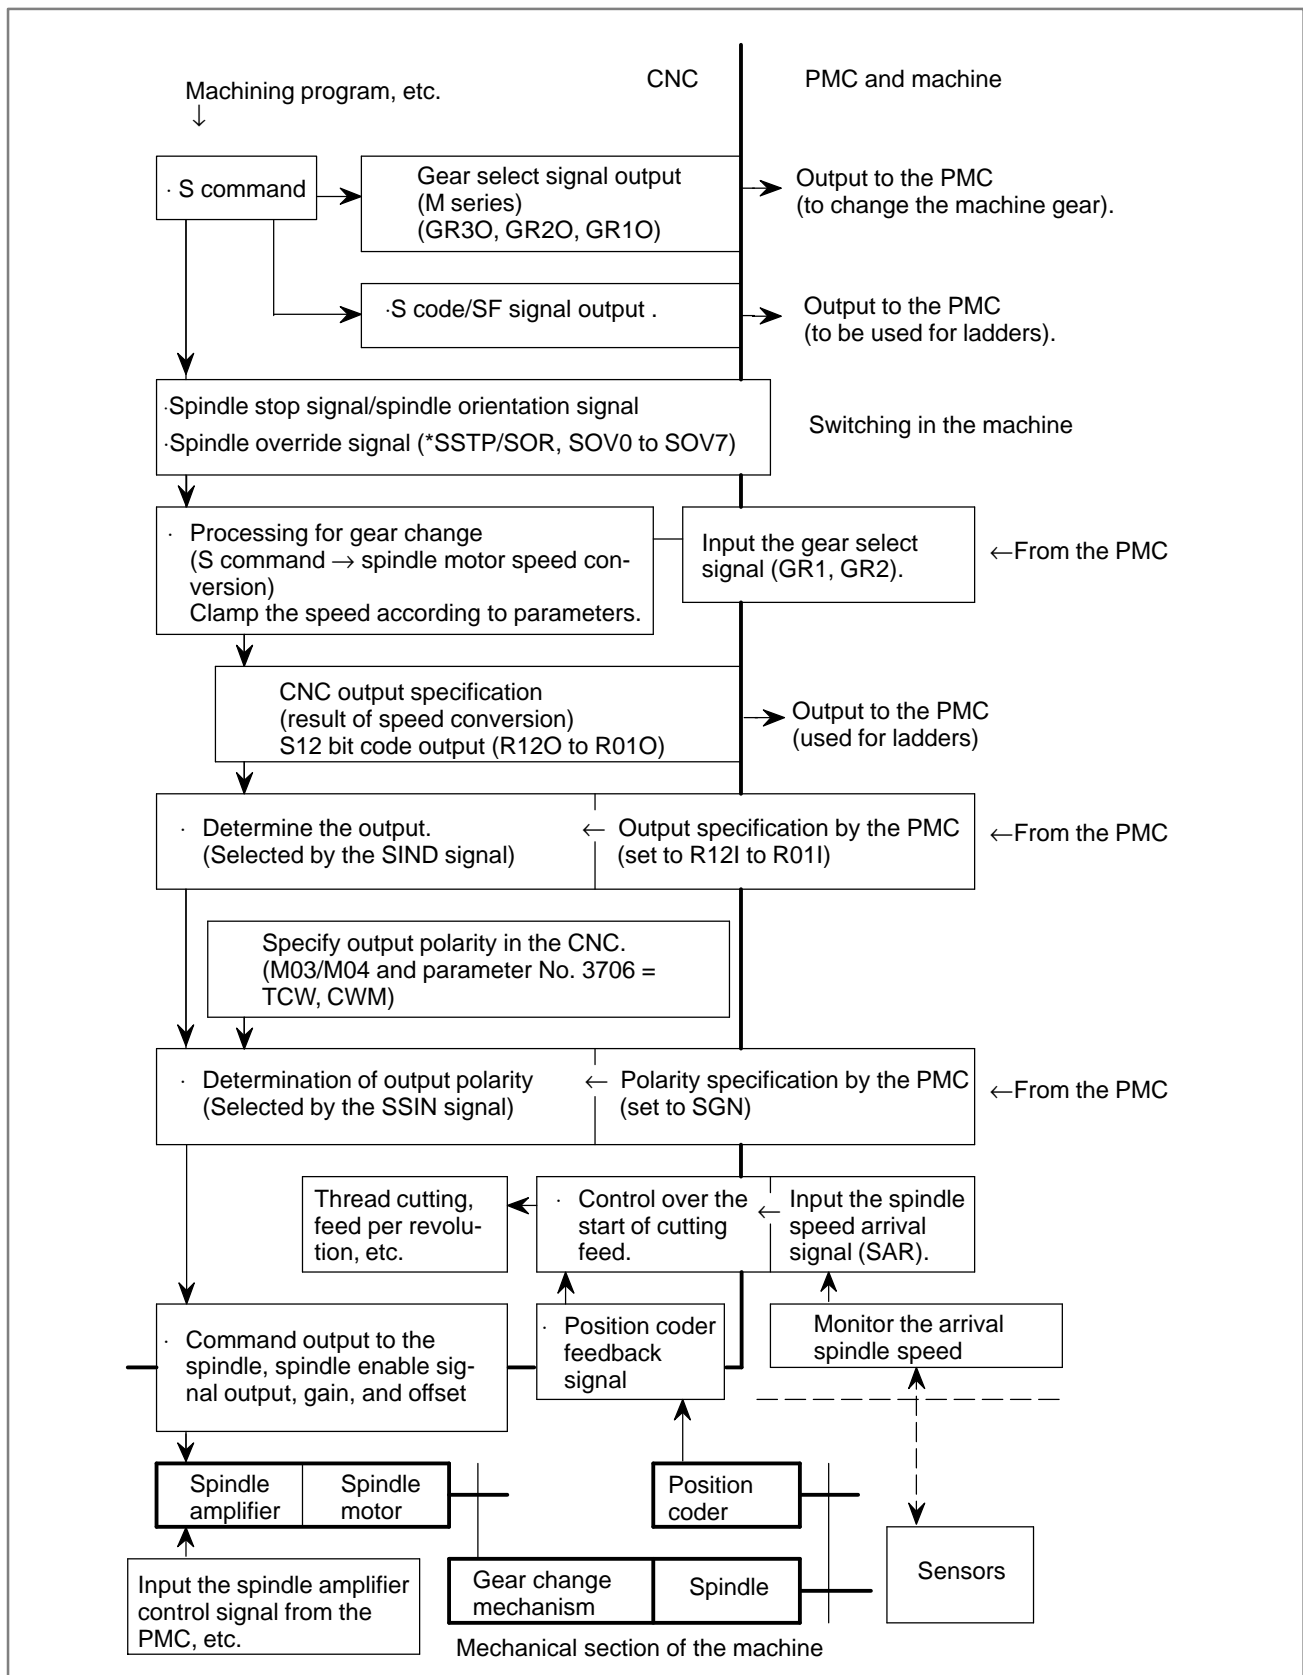 CNC
PMC and machine
Machining program, etc.
↓
· S command
Gear select signal output
(M series)
(GR3O, GR2O, GR1O)
Output to the PMC
(to change the machine gear).
·S code/SF signal output .
Output to the PMC
(to be used for ladders).
·Spindle stop signal/spindle orientation signal
·Spindle override signal (*SSTP/SOR, SOV0 to SOV7)
Switching in the machine
· Processing for gear change
(S command → spindle motor speed con-
version)
Clamp the speed according to parameters.
Input the gear select
signal (GR1, GR2).
←From the PMC
CNC output specification
(result of speed conversion)
S12 bit code output (R12O to R01O)
Output to the PMC
(used for ladders)
· Determine the output.
(Selected by the SIND signal)
← Output specification by the PMC
(set to R12I to R01I)
←From the PMC
Specify output polarity in the CNC.
(M03/M04 and parameter No. 3706 =
TCW, CWM)
· Determination of output polarity
(Selected by the SSIN signal)
← Polarity specification by the PMC
(set to SGN)
←From the PMC
Thread cutting,
feed per revolu-
tion, etc.
· Control over the
start of cutting
feed.
← Input the spindle
speed arrival
signal (SAR).
· Command output to the
spindle, spindle enable sig-
nal output, gain, and offset
· Position coder
feedback
signal
Monitor the arrival
spindle speed
Spindle
amplifier
Spindle
motor
Position
coder
Input the spindle amplifier
control signal from the
PMC, etc.
Gear change
mechanism
Spindle
Sensors
Mechanical section of the machine